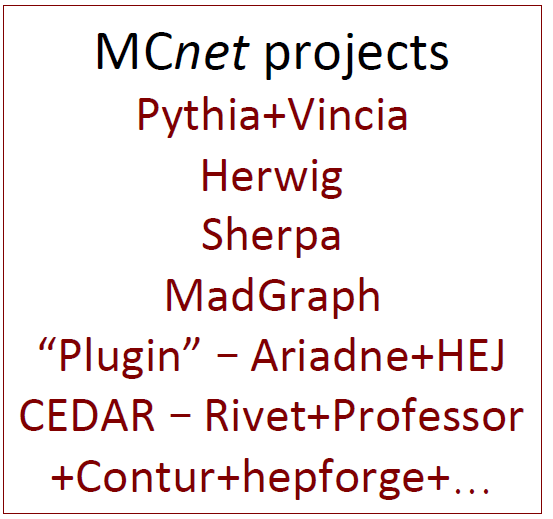 MCnet projects
Pythia+Vincia
Herwig
Sherpa
MadGraph
“Plugin” – Ariadne+HEJ
CEDAR – Rivet+Professor
+Contur+hepforge+…